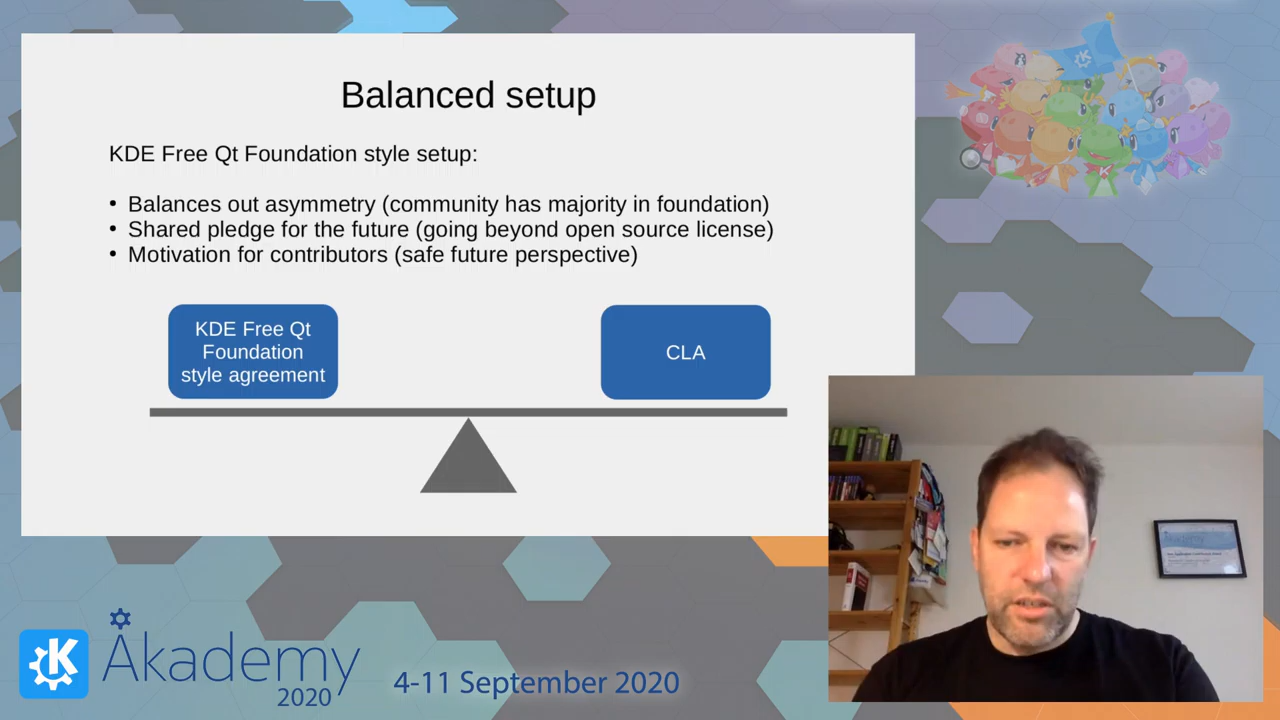 Balanced setup
KDE Free Qt Foundation style setup:
• Balances out asymmetry (community has majority in foundation)
• Shared pledge for the future (going beyond open source license)
• Motivation for contributors (safe future perspective)
KDE Free Qt
Foundation
style agreement
CLA
Akademy
Akademy
2020
4-11 September 2020